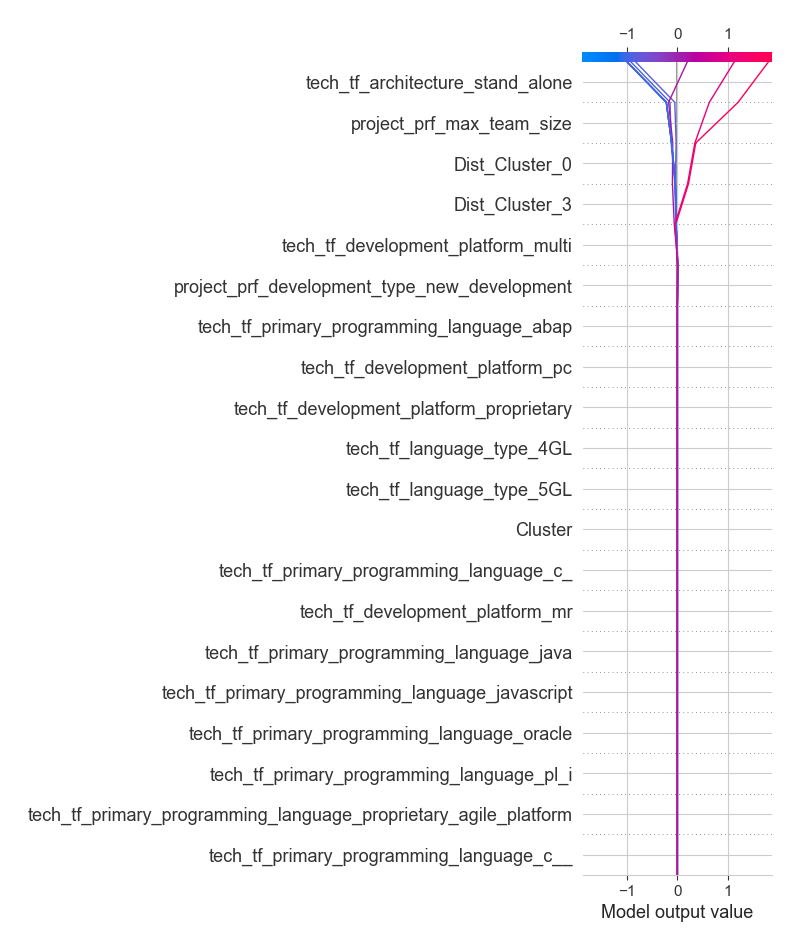 −1 0 1
tech_tf_architecture_stand_alone
project_prf_max_team_size
Dist_Cluster_0
Dist_Cluster_3
tech_tf_development_platform_multi
project_prf_development_type_new_development
tech_tf_primary_programming_language_abap
tech_tf_development_platform_pc
tech_tf_development_platform_proprietary
tech_tf_language_type_4GL
tech_tf_language_type_5GL
Cluster
tech_tf_primary_programming_language_c_
tech_tf_development_platform_mr
tech_tf_primary_programming_language_java
tech_tf_primary_programming_language_javascript
tech_tf_primary_programming_language_oracle
tech_tf_primary_programming_language_pl_i
tech_tf_primary_programming_language_proprietary_agile_platform
tech_tf_primary_programming_language_c__
−1 0 1
Model output value